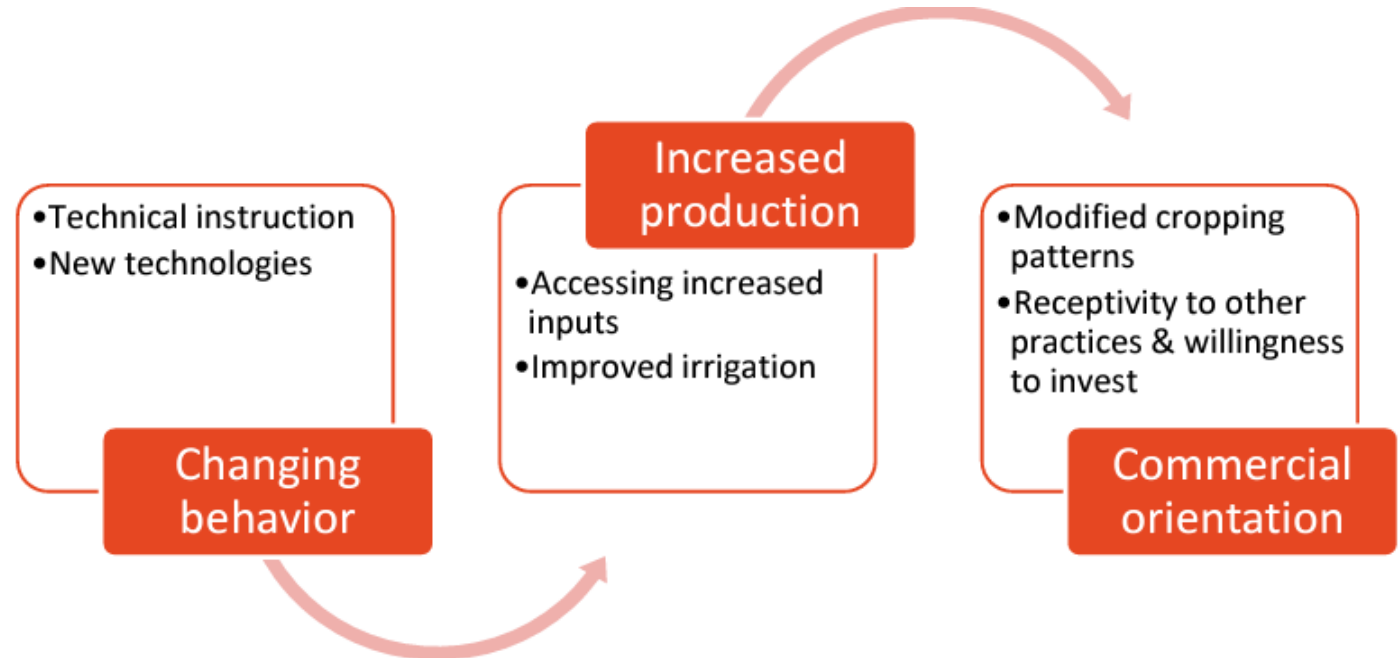 •Technical instruction
•New technologies
Changing
behavior
Increased
production
•Accessing increased
inputs
•Improved irrigation
•Modified cropping
patterns
•Receptivity to other
practices & willingness
to invest
Commercial
orientation